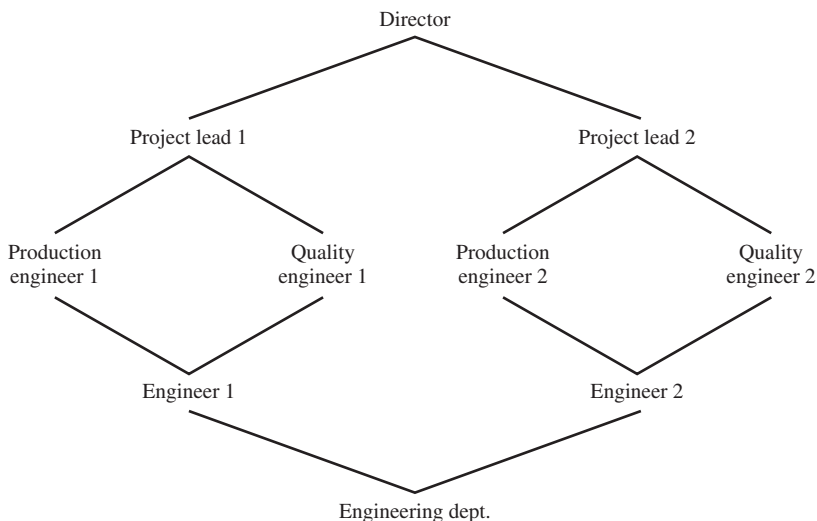 Director
Project lead 1
Project lead 2
Production
engineer 1
Quality
engineer 1
Production
engineer 2
Quality
engineer 2
Engineer 1
Engineer 2
Engineering dept.